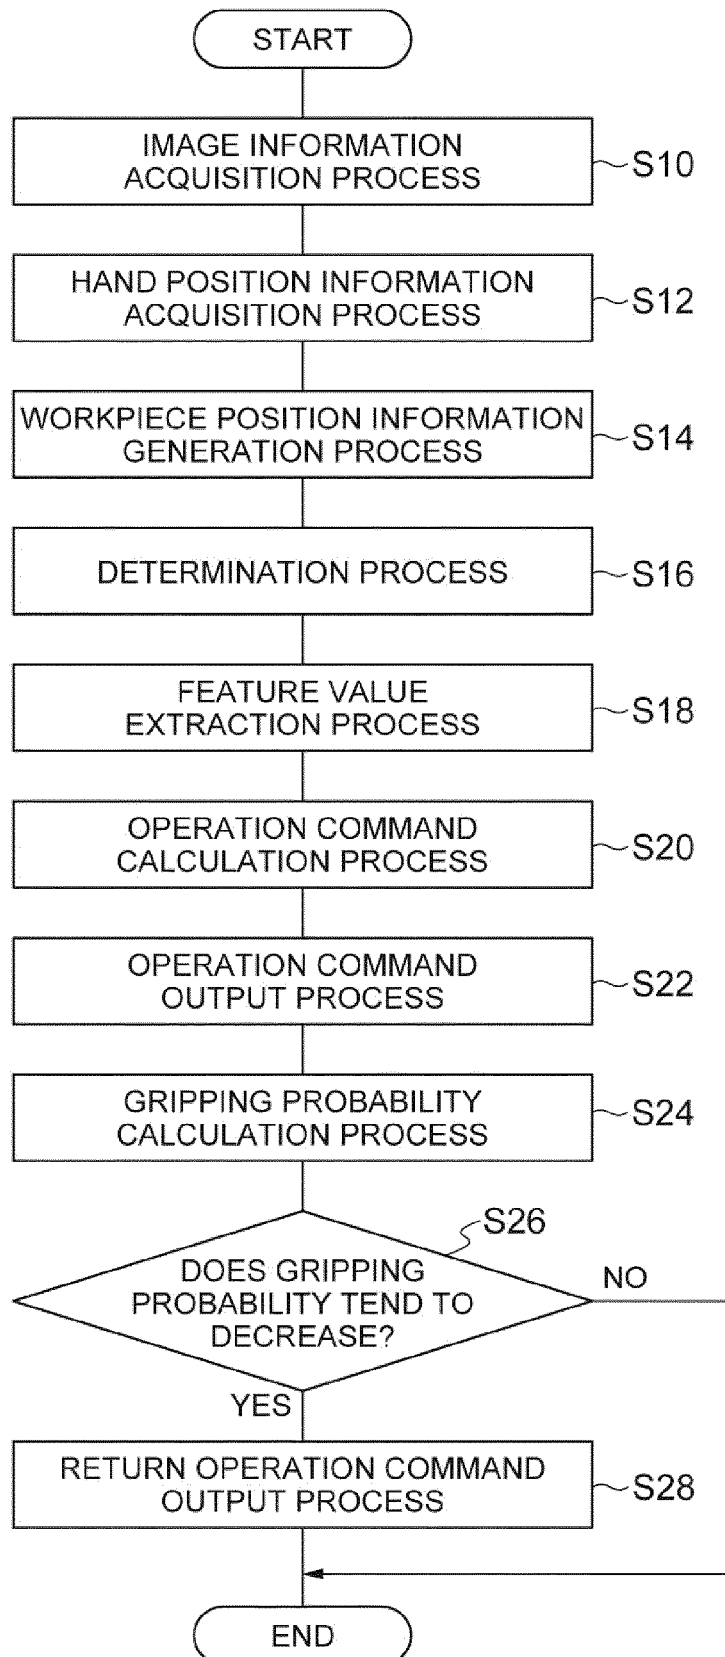 START
IMAGE INFORMATION
ACQUISITION PROCESS
S10
HAND POSITION INFORMATION
ACQUISITION PROCESS
S12
WORKPIECE POSITION INFORMATION
GENERATION PROCESS
S14
DETERMINATION PROCESS
S16
FEATURE VALUE
EXTRACTION PROCESS
S18
OPERATION COMMAND
CALCULATION PROCESS
S20
OPERATION COMMAND
OUTPUT PROCESS
S22
GRIPPING PROBABILITY
CALCULATION PROCESS
S24
S26
DOES GRIPPING
PROBABILITY TEND TO
DECREASE?
NO
YES
RETURN OPERATION COMMAND
OUTPUT PROCESS
S28
END